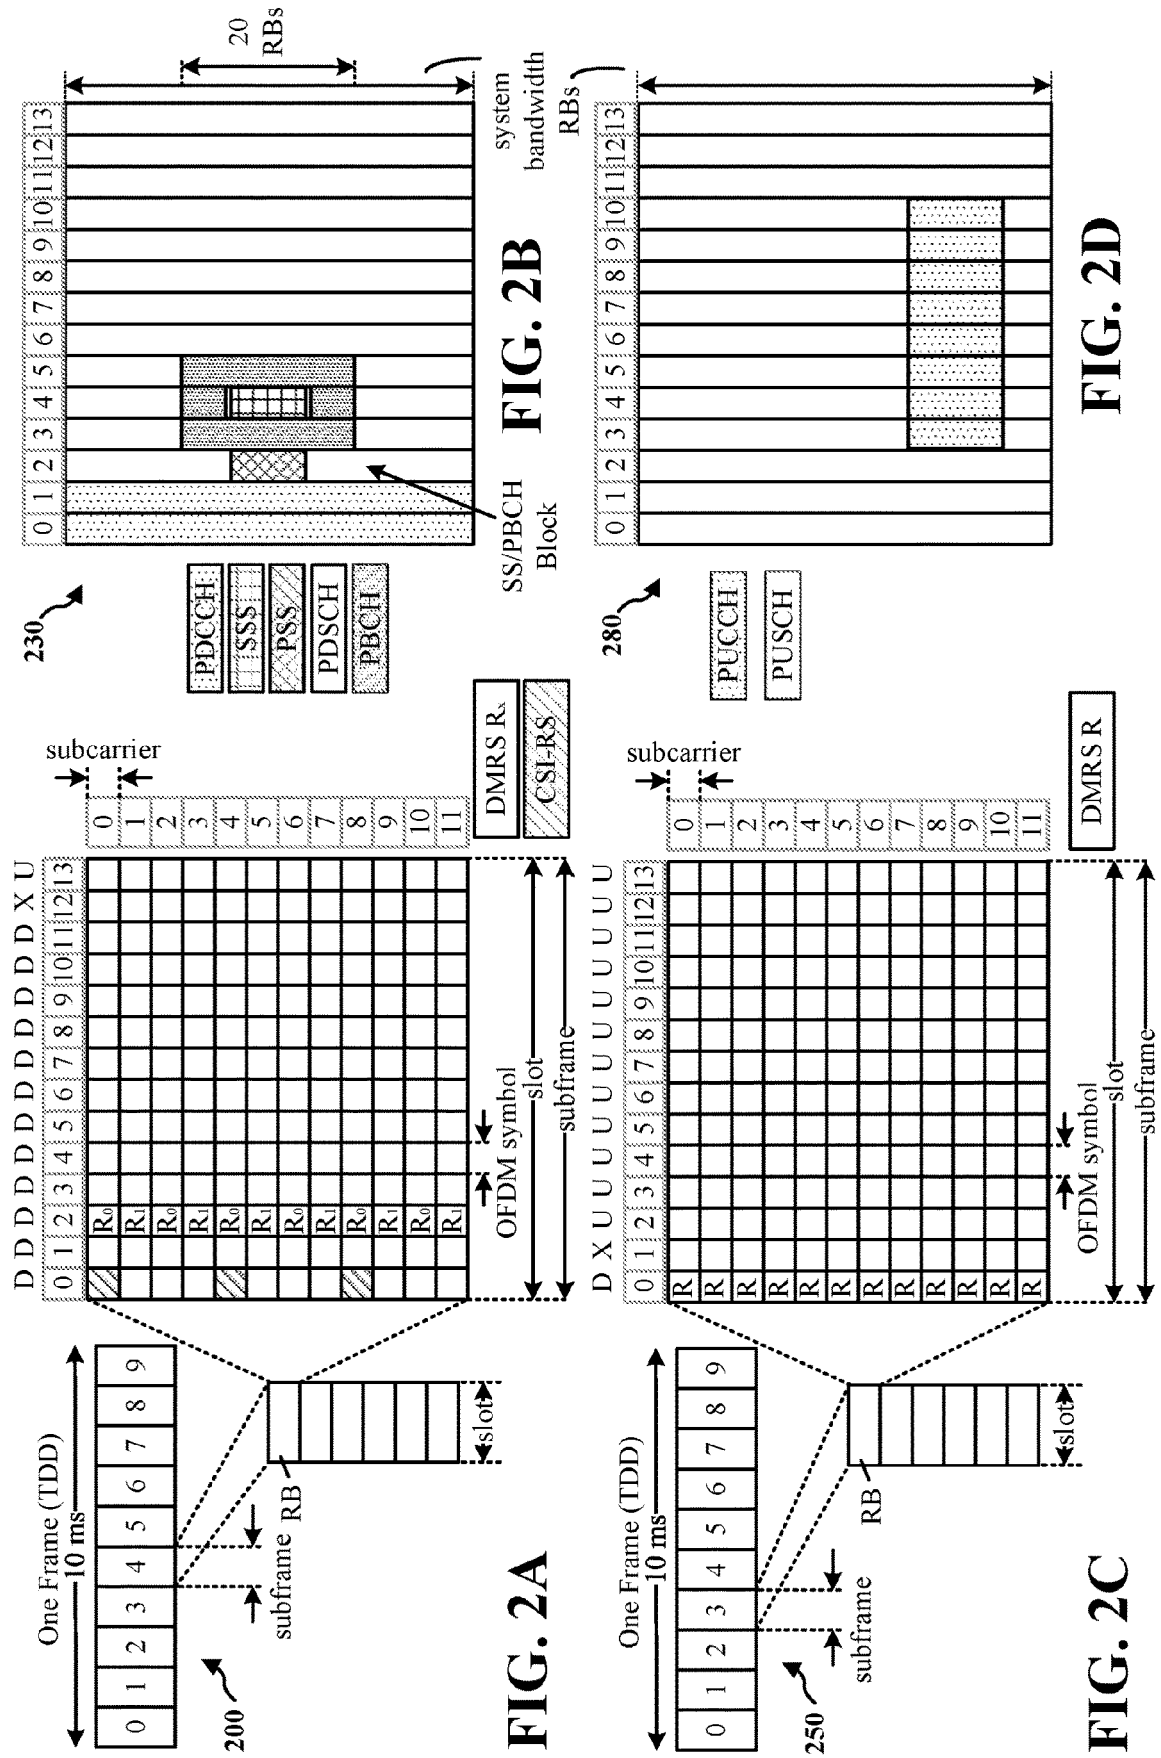 One Frame (TDD)
10 ms
0 1 2 3 4 5 6 7 8 9
200
subframe
RB
slot
D D D D D D D D D D D D X U
0 1 2 3 4 5 6 7 8 9 10 11 12 13
subcarrier
R₀ 0
R₁ 1
R₀ 2
R₁ 3
R₀ 4
R₁ 5
R₀ 6
R₁ 7
R₀ 8
R₁ 9
R₀ 10
R₁ 11
OFDM symbol
slot
subframe
DMRS Rₓ
CSI-RS
FIG. 2A
230
0 1 2 3 4 5 6 7 8 9 10 11 12 13
20
RBs
PDCCH
SSS
PSS
PDSCH
PBCH
SS/PBCH
Block
system
bandwidth
RBs
FIG. 2B
One Frame (TDD)
10 ms
0 1 2 3 4 5 6 7 8 9
250
subframe
RB
slot
D X U U U U U U U U U U U U
0 1 2 3 4 5 6 7 8 9 10 11 12 13
subcarrier
R 0
R 1
R 2
R 3
R 4
R 5
R 6
R 7
R 8
R 9
R 10
R 11
OFDM symbol
slot
subframe
DMRS R
FIG. 2C
280
0 1 2 3 4 5 6 7 8 9 10 11 12 13
PUCCH
PUSCH
FIG. 2D